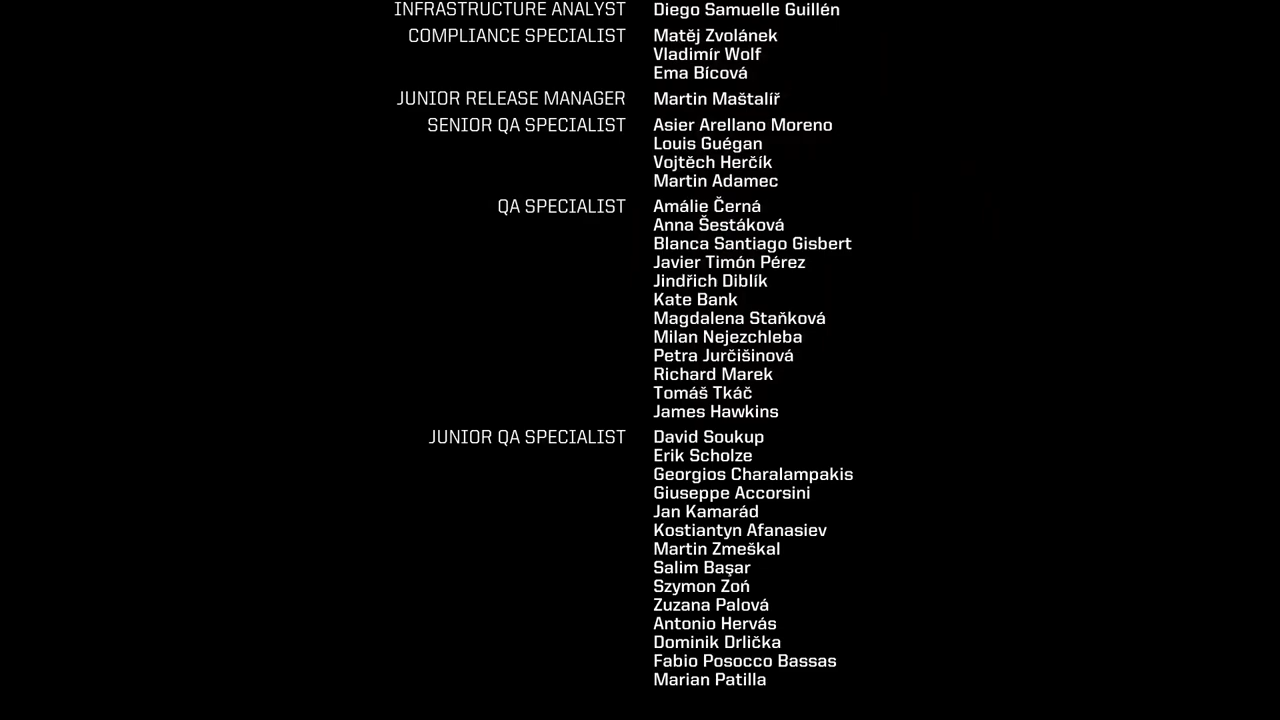 INFRASTRUCTURE ANALYST Diego Samuelle Guillén
COMPLIANCE SPECIALIST Matěj Zvolánek
Vladimír Wolf
Ema Bícová
JUNIOR RELEASE MANAGER Martin Maštalíř
SENIOR QA SPECIALIST Asier Arellano Moreno
Louis Guégan
Vojtěch Herčík
Martin Adamec
QA SPECIALIST Amálie Černá
Anna Šestáková
Blanca Santiago Gisbert
Javier Timón Pérez
Jindřich Diblík
Kate Bank
Magdalena Staňková
Milan Nejezchleba
Petra Jurčišinová
Richard Marek
Tomáš Tkáč
James Hawkins
JUNIOR QA SPECIALIST David Soukup
Erik Scholze
Georgios Charalampakis
Giuseppe Accorsini
Jan Kamarád
Kostiantyn Afanasiev
Martin Zmeškal
Salim Başar
Szymon Zoń
Zuzana Palová
Antonio Hervás
Dominik Drlička
Fabio Posocco Bassas
Marian Patilla